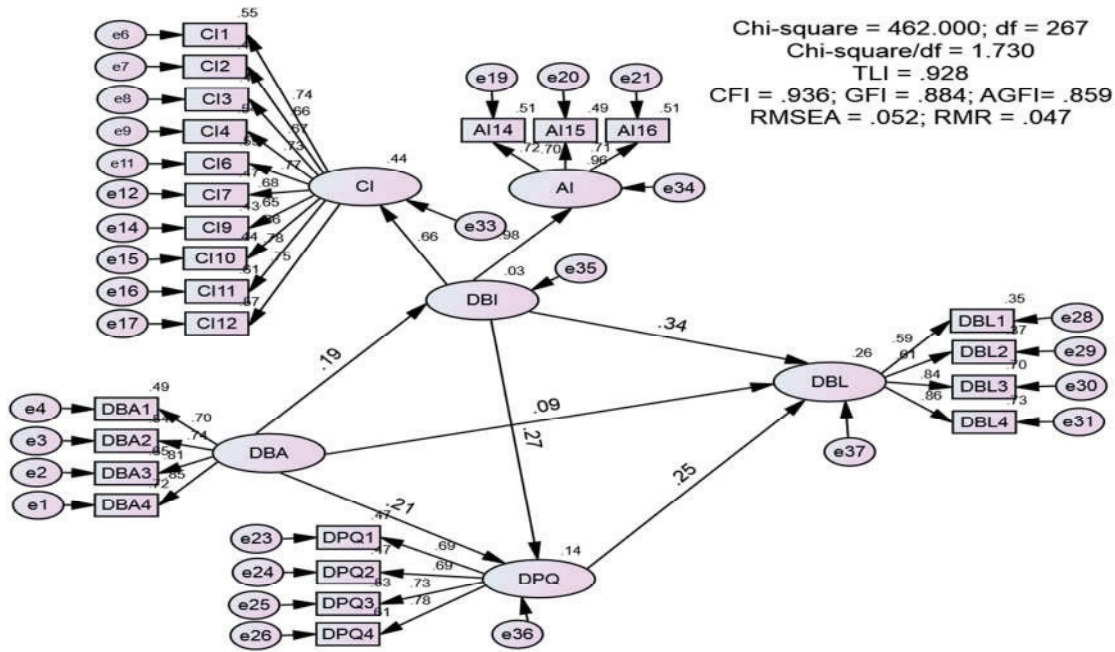 Chi-square = 462.000; df = 267
Chi-square/df = 1.730
TLI = .928
CFI = .936; GFI = .884; AGFI= .859
RMSEA = .052; RMR = .047
.55
e6 CI1
e7 CI2
e8 CI3
e9 CI4
e11 CI6
e12 CI7
e14 CI9
e15 CI10
e16 CI11
e17 CI12
.74
.66
.67
.73
.77
.68
.65
.78
.75
.43
.44
.61
.44
CI
e33
.66
e19 e20 e21
.51 .49 .51
AI14 AI15 AI16
.72 .70 .71
.96
AI
e34
.98
.03
DBI
e35
.19
.34
.09
.27
.21
.25
.49
e4 DBA1 .70
e3 DBA2 .74
e2 DBA3 .81
e1 DBA4 .85
.65
.72
DBA
.47
e23 DPQ1 .69
.47
e24 DPQ2 .69
e25 DPQ3 .73
e26 DPQ4 .78
.14
DPQ
e36
.26
DBL
e37
.35
.59 DBL1 e28
.61 DBL2 e29
.70
.84 DBL3 e30
.73
.86 DBL4 e31